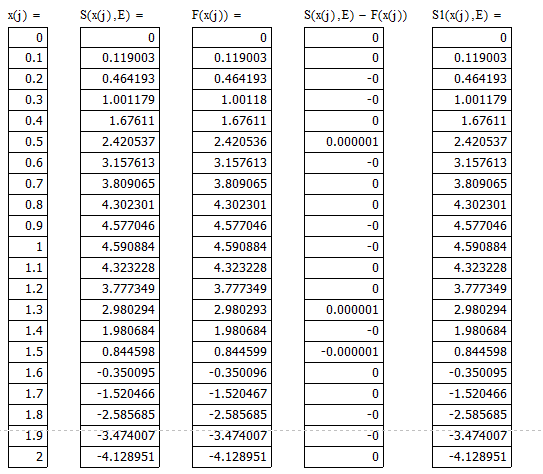 x(j) = S(x(j),E) = F(x(j)) = S(x(j),E) − F(x(j)) S1(x(j),E) =
0 0 0 0 0
0.1 0.119003 0.119003 0 0.119003
0.2 0.464193 0.464193 -0 0.464193
0.3 1.001179 1.00118 -0 1.001179
0.4 1.67611 1.67611 0 1.67611
0.5 2.420537 2.420536 0.000001 2.420537
0.6 3.157613 3.157613 -0 3.157613
0.7 3.809065 3.809065 0 3.809065
0.8 4.302301 4.302301 0 4.302301
0.9 4.577046 4.577046 -0 4.577046
1 4.590884 4.590884 -0 4.590884
1.1 4.323228 4.323228 0 4.323228
1.2 3.777349 3.777349 0 3.777349
1.3 2.980294 2.980293 0.000001 2.980294
1.4 1.980684 1.980684 -0 1.980684
1.5 0.844598 0.844599 -0.000001 0.844598
1.6 -0.350095 -0.350096 0 -0.350095
1.7 -1.520466 -1.520467 0 -1.520466
1.8 -2.585685 -2.585685 -0 -2.585685
1.9 -3.474007 -3.474007 -0 -3.474007
2 -4.128951 -4.128951 0 -4.128951